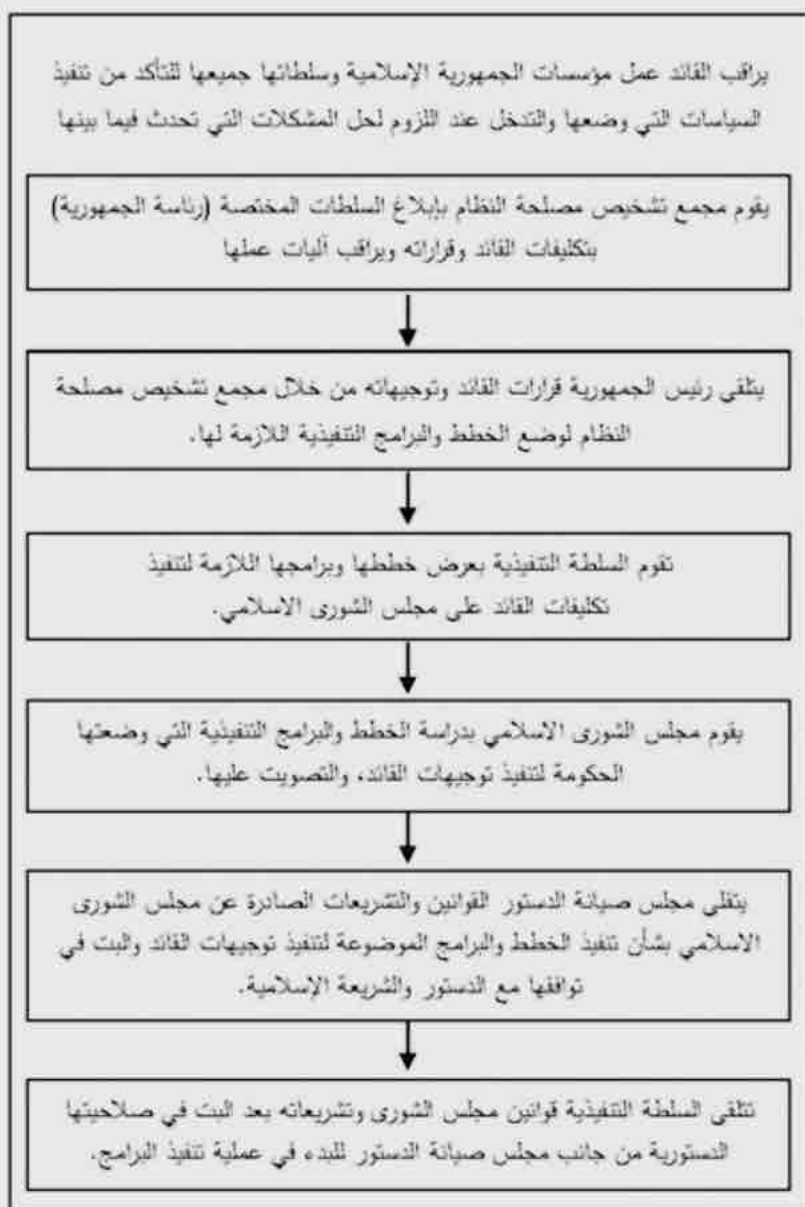 يراقب القائد عمل مؤسسات الجمهورية الإسلامية وسلطاتها جميعها للتأكد من تنفيذ
السياسات التي وضعها والتدخل عند اللزوم لحل المشكلات التي تحدث فيما بينها
يقوم مجمع تشخيص مصلحة النظام بإبلاغ السلطات المختصة (رئاسة الجمهورية)
بتكليفات القائد وقراراته ويراقب آليات عملها
يتلقى رئيس الجمهورية قرارات القائد وتوجيهاته من خلال مجمع تشخيص مصلحة
النظام لوضع الخطط والبرامج التنفيذية اللازمة لها.
تقوم السلطة التنفيذية بعرض خططها وبرامجها اللازمة لتنفيذ
تكليفات القائد على مجلس الشورى الاسلامي.
يقوم مجلس الشورى الاسلامي بدراسة الخطط والبرامج التنفيذية التي وضعتها
الحكومة لتنفيذ توجيهات القائد، والتصويت عليها.
يتقلى مجلس صيانة الدستور القوانين والتشريعات الصادرة عن مجلس الشورى
الاسلامي بشأن تنفيذ الخطط والبرامج الموضوعة لتنفيذ توجيهات القائد والبت في
توافقها مع الدستور والشريعة الإسلامية.
تتلقى السلطة التنفيذية قوانين مجلس الشورى وتشريعاته بعد البت في صلاحيتها
الدستورية من جانب مجلس صيانة الدستور للبدء في عملية تنفيذ البرامج.